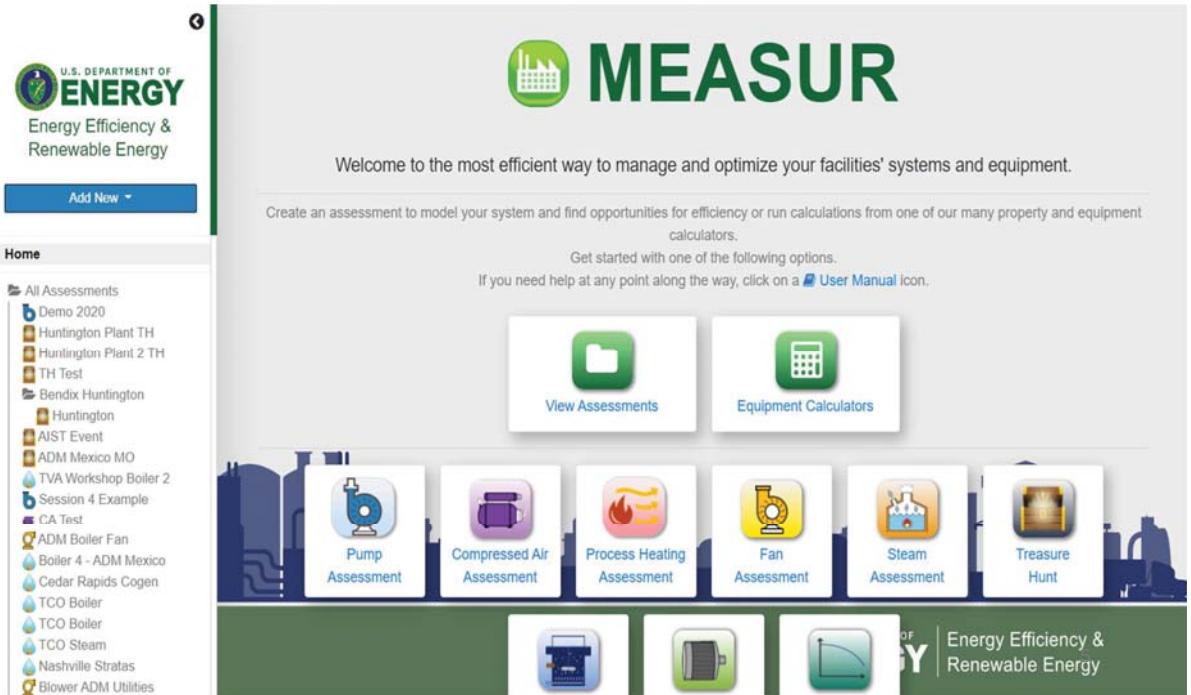 U.S. DEPARTMENT OF
ENERGY
Energy Efficiency &
Renewable Energy
Add New
Home
All Assessments
Demo 2020
Huntington Plant TH
Huntington Plant 2 TH
TH Test
Bendix Huntington
Huntington
AIST Event
ADM Mexico MO
TVA Workshop Boiler 2
Session 4 Example
CA Test
ADM Boiler Fan
Boiler 4 - ADM Mexico
Cedar Rapids Cogen
TCO Boiler
TCO Boiler
TCO Steam
Nashville Stratas
Blower ADM Utilities
MEASUR
Welcome to the most efficient way to manage and optimize your facilities' systems and equipment.
Create an assessment to model your system and find opportunities for efficiency or run calculations from one of our many property and equipment
calculators.
Get started with one of the following options.
If you need help at any point along the way, click on a User Manual icon.
View Assessments
Equipment Calculators
Pump
Assessment
Compressed Air
Assessment
Process Heating
Assessment
Fan
Assessment
Steam
Assessment
Treasure
Hunt
OF
Y
Energy Efficiency &
Renewable Energy